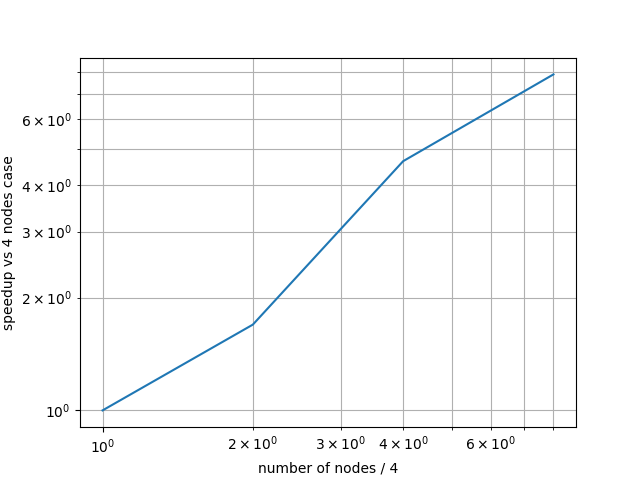 6 × 10⁰
4 × 10⁰
3 × 10⁰
2 × 10⁰
10⁰
speedup vs 4 nodes case
10⁰
2 × 10⁰
3 × 10⁰
4 × 10⁰
6 × 10⁰
number of nodes / 4